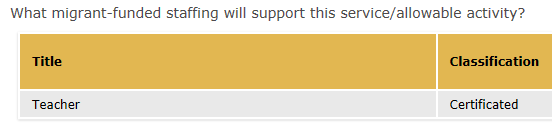 What migrant-funded staffing will support this service/allowable activity?
Title Classification
Teacher Certificated